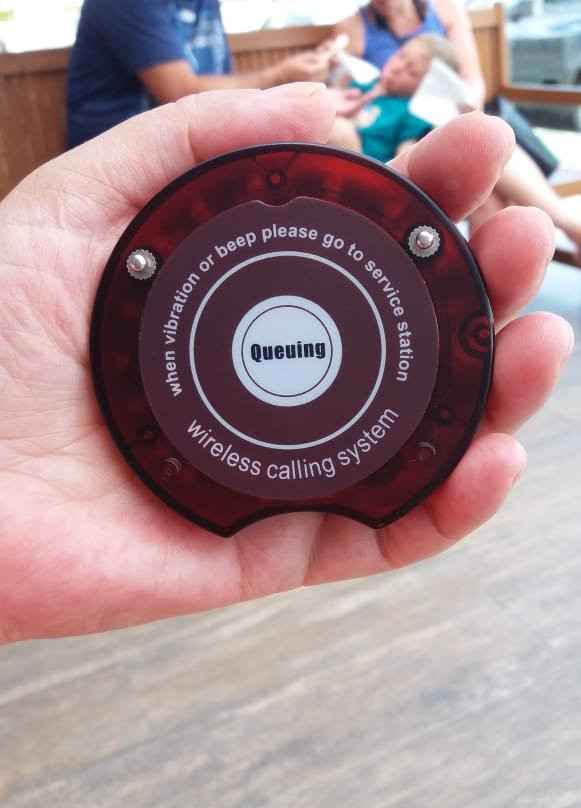 when vibration or beep please go to service station
Queuing
wireless calling system